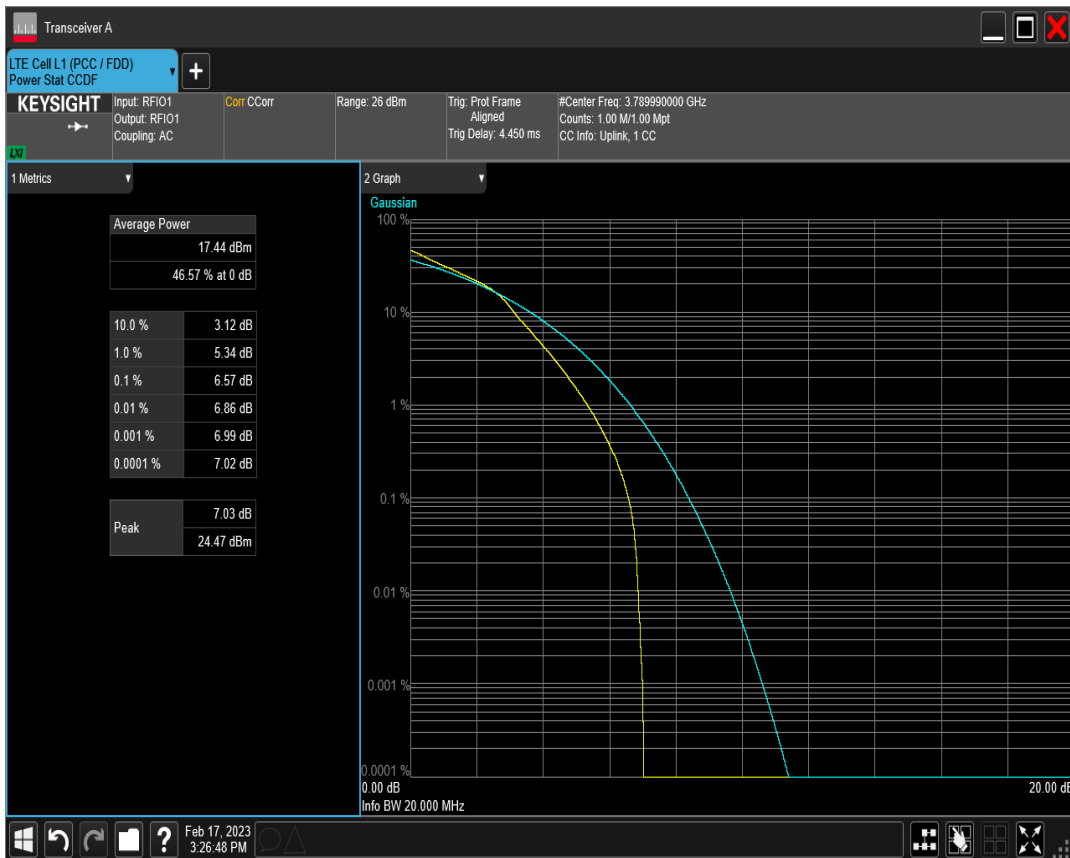 Transceiver A
LTE Cell L1 (PCC / FDD)
Power Stat CCDF
KEYSIGHT
LXI
Input: RFIO1
Output: RFIO1
Coupling: AC
Corr CCorr
Range: 26 dBm
Trig: Prot Frame
Aligned
Trig Delay: 4.450 ms
#Center Freq: 3.789990000 GHz
Counts: 1.00 M/1.00 Mpt
CC Info: Uplink, 1 CC
1 Metrics
Average Power
17.44 dBm
46.57 % at 0 dB
10.0 % 3.12 dB
1.0 % 5.34 dB
0.1 % 6.57 dB
0.01 % 6.86 dB
0.001 % 6.99 dB
0.0001 % 7.02 dB
Peak
7.03 dB
24.47 dBm
2 Graph
Gaussian
100 %
10 %
1 %
0.1 %
0.01 %
0.001 %
0.0001 %
0.00 dB 20.00 dB
Info BW 20.000 MHz
? Feb 17, 2023
3:26:48 PM